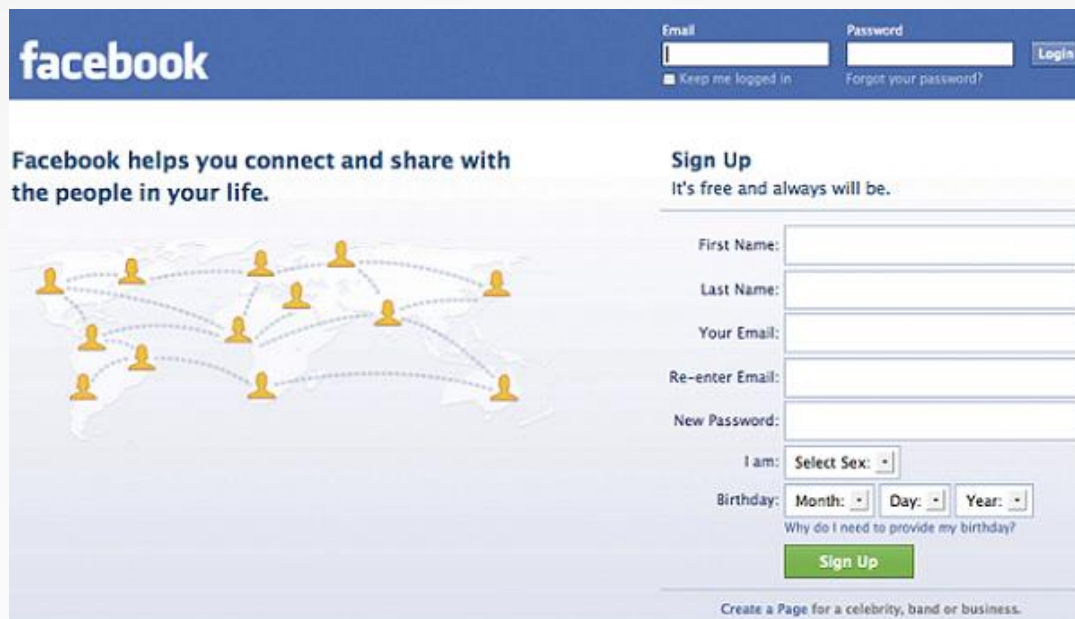 facebook
Email
Password
Login
Keep me logged in
Forgot your password?
Facebook helps you connect and share with
the people in your life.
Sign Up
It's free and always will be.
First Name:
Last Name:
Your Email:
Re-enter Email:
New Password:
I am:
Select Sex:
Birthday:
Month:
Day:
Year:
Why do I need to provide my birthday?
Sign Up
Create a Page for a celebrity, band or business.